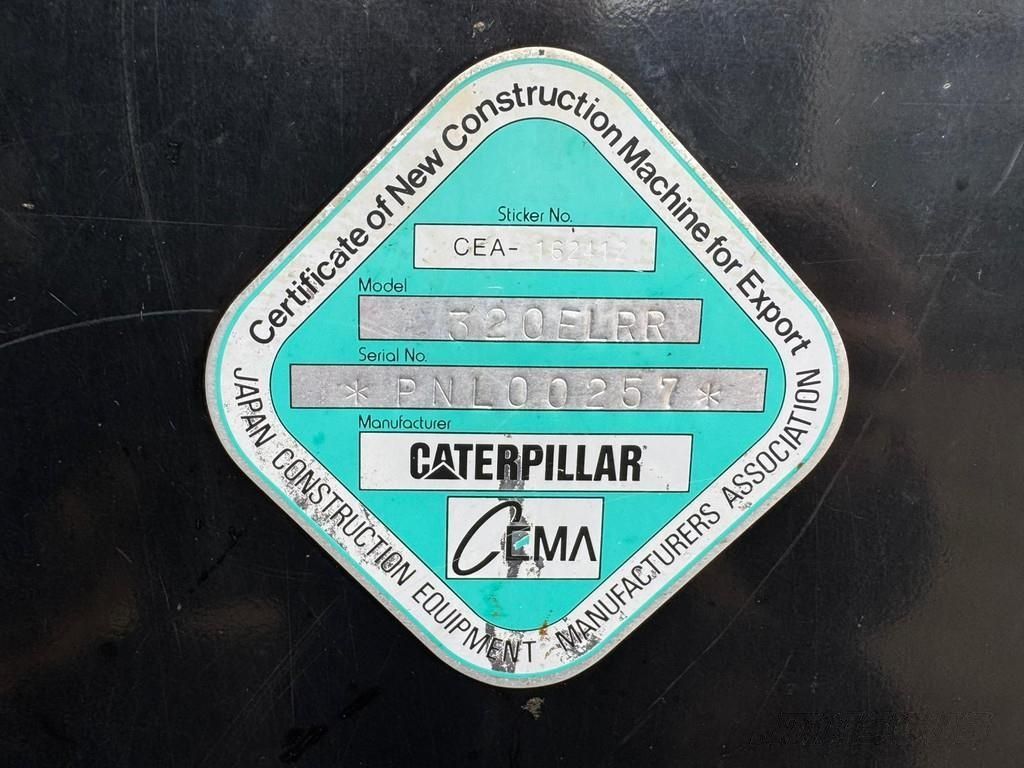 Certificate of New Construction Machine for Export
Sticker No.
CEA- 162412
Model
320ELRR
Serial No.
*PNL00257*
Manufacturer
CATERPILLAR
CEMA
JAPAN CONSTRUCTION EQUIPMENT MANUFACTURERS ASSOCIATION